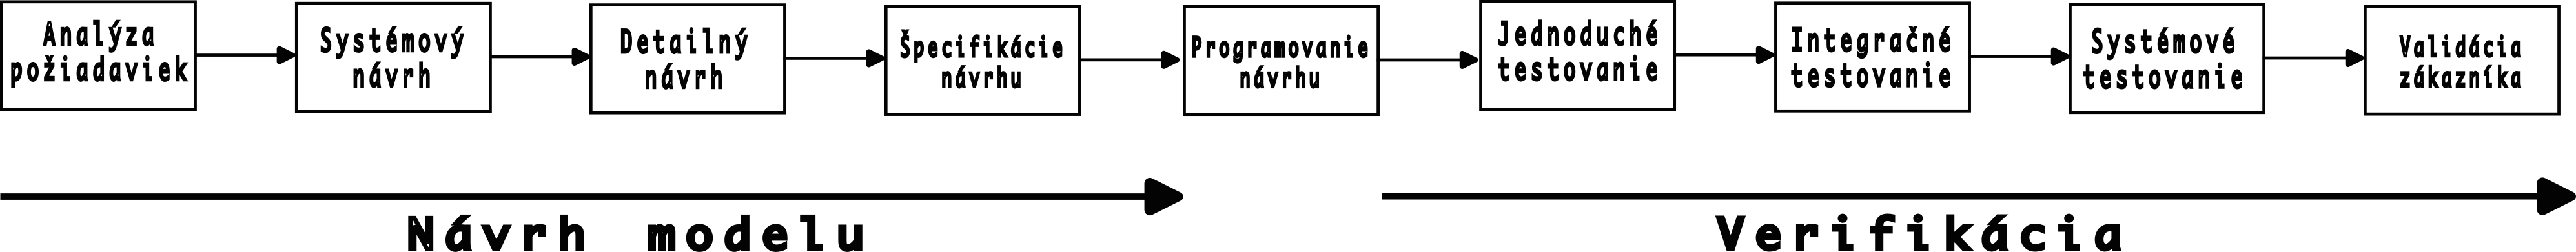 Analýza
požiadaviek
Systémový
návrh
Detailný
návrh
Špecifikácie
návrhu
Programovanie
návrhu
Jednoduché
testovanie
Integračné
testovanie
Systémové
testovanie
Validácia
zákazníka
Návrh modelu
Verifikácia